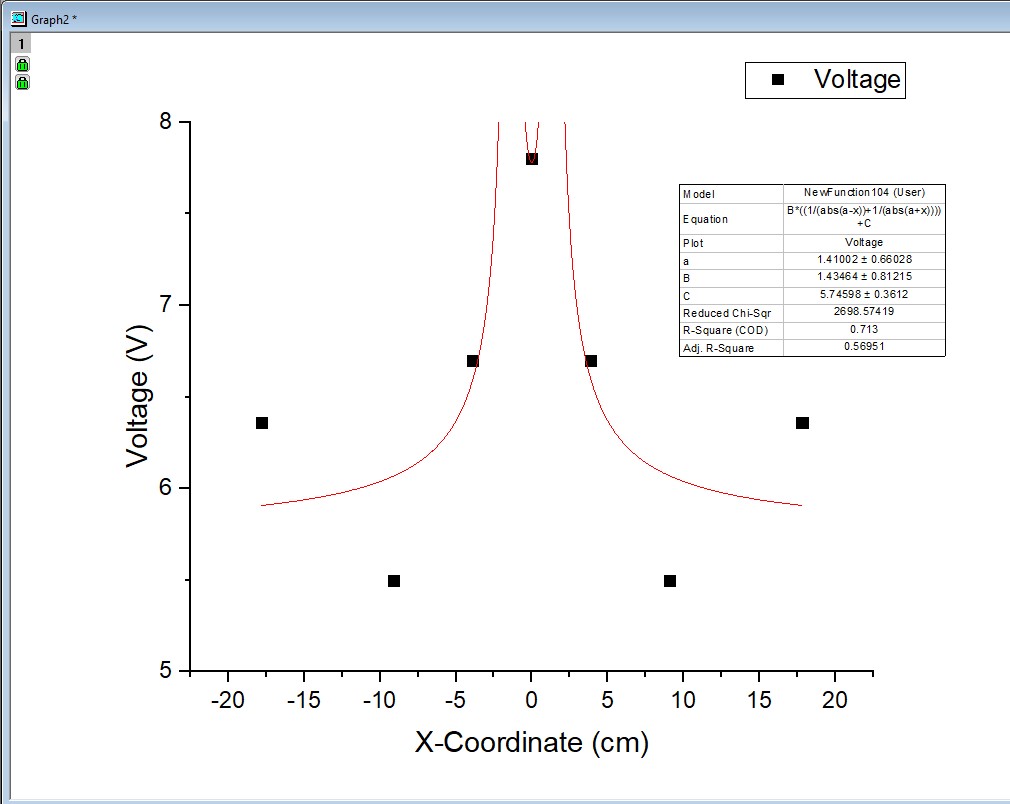 Graph2 *
1
Voltage
8
7
6
5
Voltage (V)
Model NewFunction104 (User)
Equation B*((1/(abs(a-x))+1/(abs(a+x))))
+C
Plot Voltage
a 1.41002 ± 0.66028
B 1.43464 ± 0.81215
C 5.74598 ± 0.3612
Reduced Chi-Sqr 2698.57419
R-Square (COD) 0.713
Adj. R-Square 0.56951
-20 -15 -10 -5 0 5 10 15 20
X-Coordinate (cm)